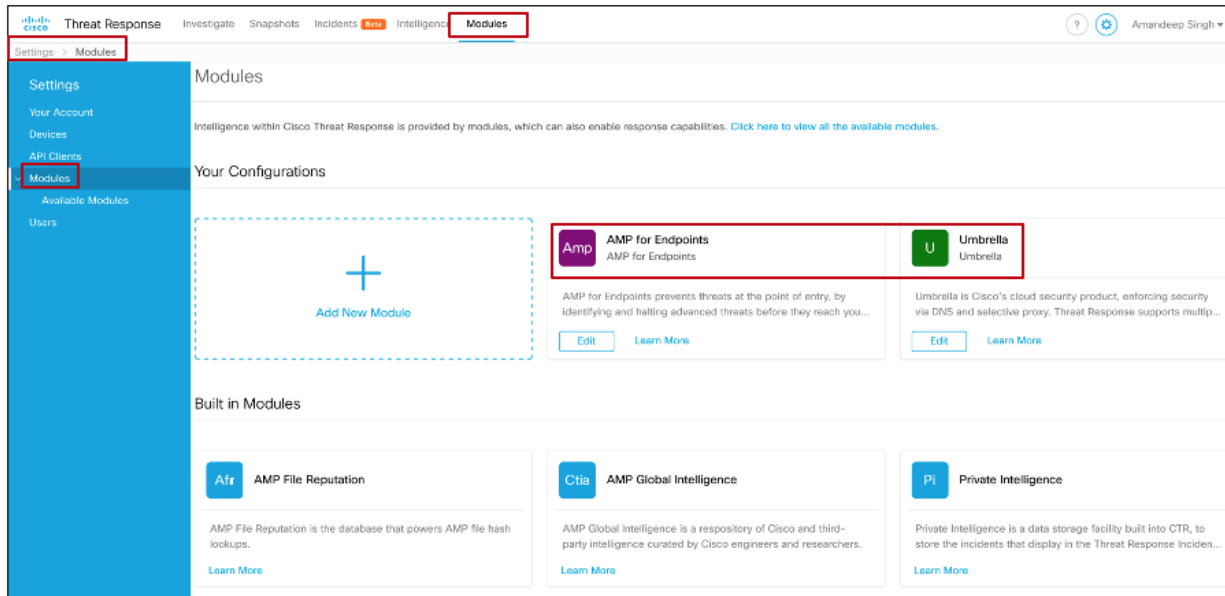 cisco Threat Response Investigate Snapshots Incidents Beta Intelligence Modules ? Amandeep Singh
Settings > Modules
Settings
Your Account
Devices
API Clients
Modules
Available Modules
Users
Modules
Intelligence within Cisco Threat Response is provided by modules, which can also enable response capabilities. Click here to view all the available modules.
Your Configurations
Add New Module
Amp AMP for Endpoints
AMP for Endpoints
AMP for Endpoints prevents threats at the point of entry, by
identifying and halting advanced threats before they reach you...
Edit Learn More
U Umbrella
Umbrella
Umbrella is Cisco's cloud security product, enforcing security
via DNS and selective proxy. Threat Response supports multip...
Edit Learn More
Built in Modules
Afr AMP File Reputation
AMP File Reputation is the database that powers AMP file hash
lookups.
Learn More
Ctia AMP Global Intelligence
AMP Global Intelligence is a respository of Cisco and third-
party intelligence curated by Cisco engineers and researchers.
Learn More
Pi Private Intelligence
Private Intelligence is a data storage facility built into CTR, to
store the incidents that display in the Threat Response Inciden...
Learn More